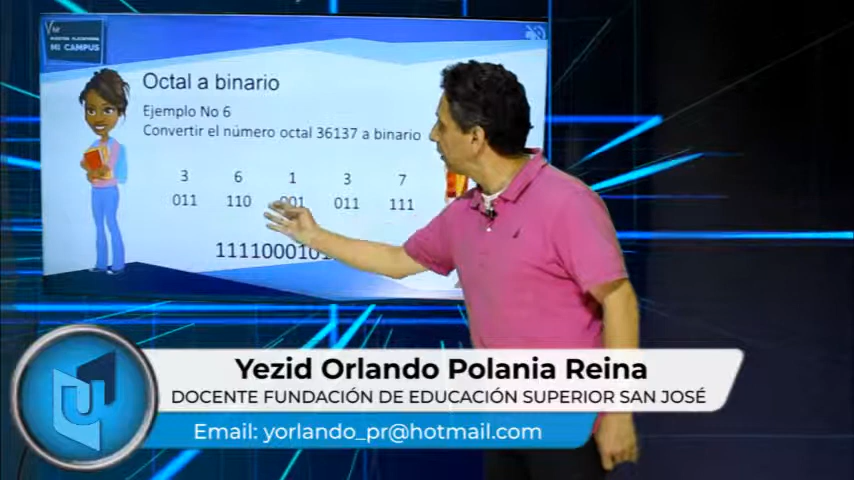 MI CAMPUS
Octal a binario
Ejemplo No 6
Convertir el número octal 36137 a binario
3 6 1 3 7
011 110 001 011 111
Yezid Orlando Polania Reina
DOCENTE FUNDACIÓN DE EDUCACIÓN SUPERIOR SAN JOSÉ
Email: yorlando_pr@hotmail.com